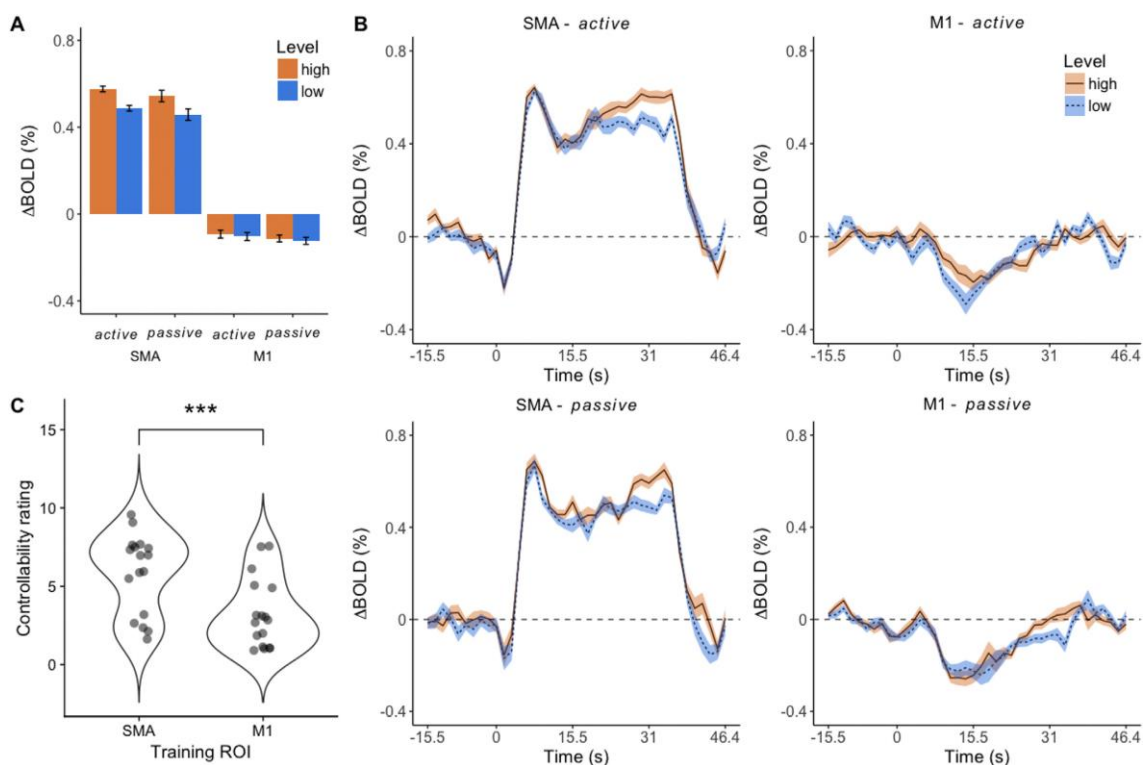 A
0.8
0.4
0
-0.4
ΔBOLD (%)
Level
high
low
active passive active passive
SMA M1
B
SMA - active
0.8
0.4
0
-0.4
ΔBOLD (%)
-15.5 0 15.5 31 46.4
Time (s)
M1 - active
0.8
0.4
0
-0.4
ΔBOLD (%)
Level
high
low
-15.5 0 15.5 31 46.4
Time (s)
C
***
15
10
5
0
Controllability rating
SMA M1
Training ROI
SMA - passive
0.8
0.4
0
-0.4
ΔBOLD (%)
-15.5 0 15.5 31 46.4
Time (s)
M1 - passive
0.8
0.4
0
-0.4
ΔBOLD (%)
-15.5 0 15.5 31 46.4
Time (s)